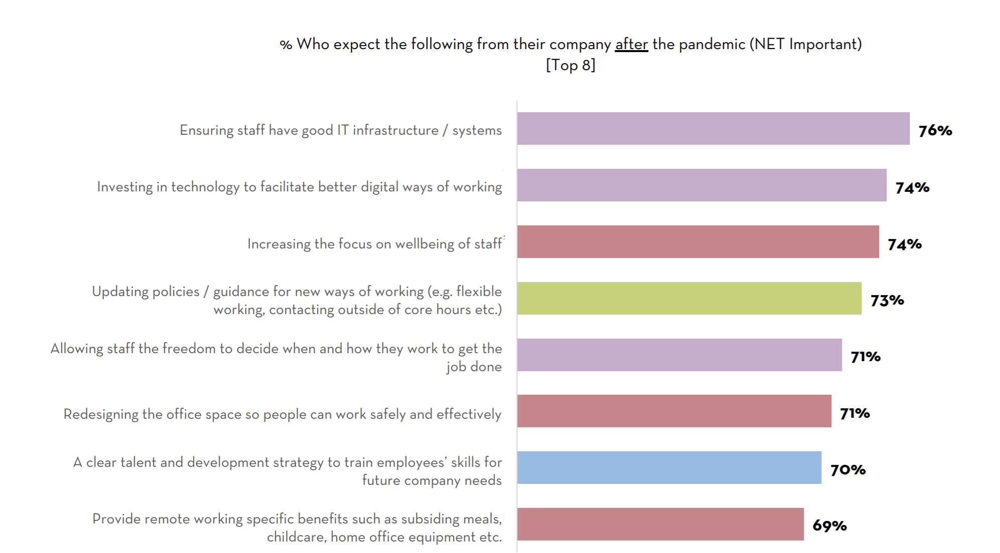 % Who expect the following from their company after the pandemic (NET Important)
[Top 8]
Ensuring staff have good IT infrastructure / systems
76%
Investing in technology to facilitate better digital ways of working
74%
Increasing the focus on wellbeing of staff
74%
Updating policies / guidance for new ways of working (e.g. flexible
working, contacting outside of core hours etc.)
73%
Allowing staff the freedom to decide when and how they work to get the
job done
71%
Redesigning the office space so people can work safely and effectively
71%
A clear talent and development strategy to train employees’ skills for
future company needs
70%
Provide remote working specific benefits such as subsiding meals,
childcare, home office equipment etc.
69%